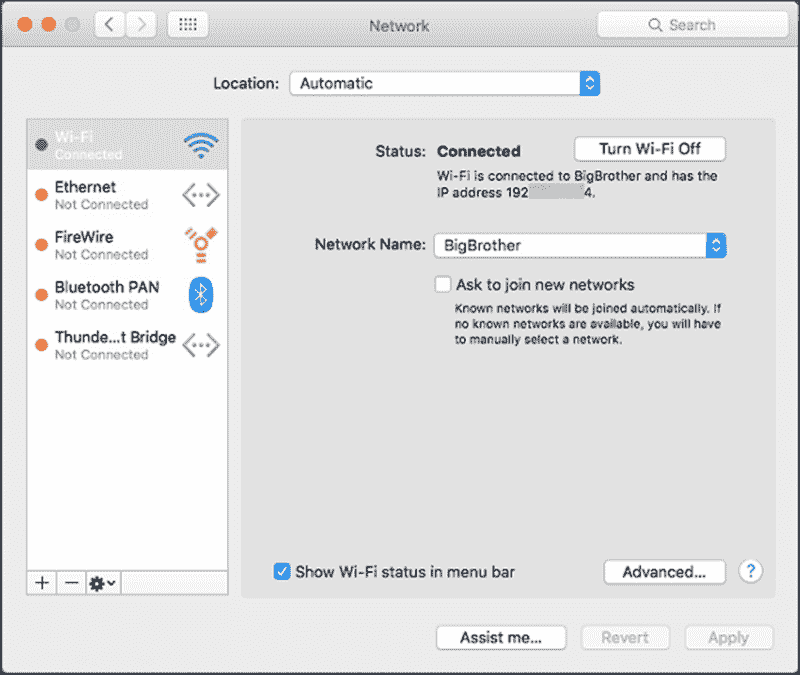 Network
Search
Location: Automatic
Wi-Fi
Connected
Ethernet
Not Connected
FireWire
Not Connected
Bluetooth PAN
Not Connected
Thunde...t Bridge
Not Connected
Status: Connected
Turn Wi-Fi Off
Wi-Fi is connected to BigBrother and has the
IP address 192 4.
Network Name: BigBrother
Ask to join new networks
Known networks will be joined automatically. If
no known networks are available, you will have
to manually select a network.
Show Wi-Fi status in menu bar
Advanced...
?
Assist me...
Revert
Apply